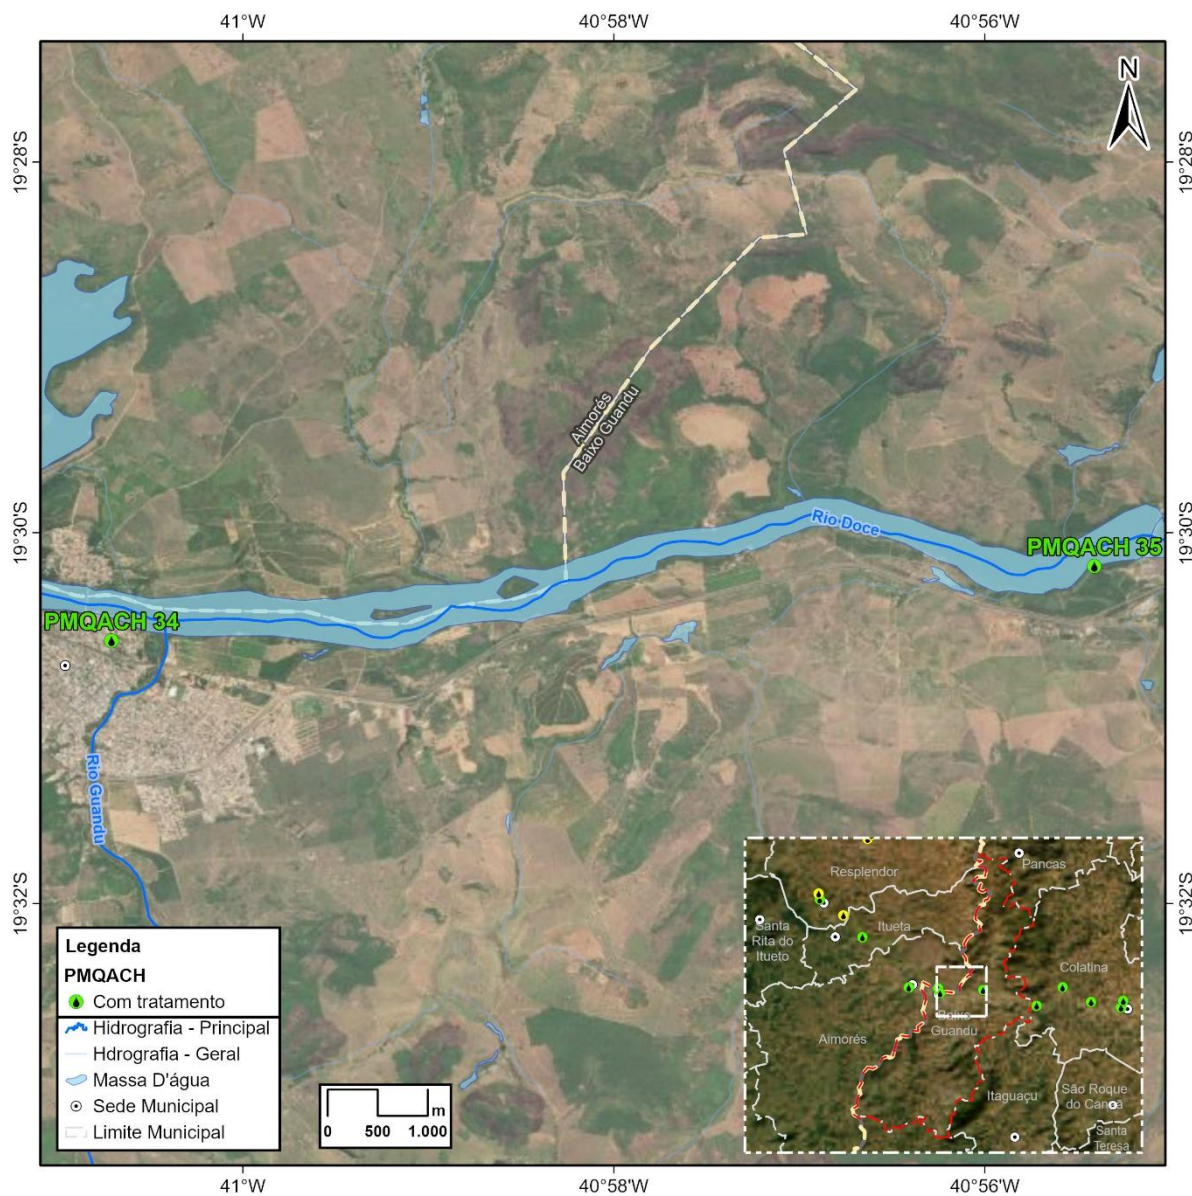 41°W
40°58'W
40°56'W
N
19°28'S
19°28'S
Aimorés
Baixo Guandu
19°30'S
19°30'S
Rio Doce
PMQACH 35
PMQACH 34
Rio Guandu
19°32'S
19°32'S
Legenda
PMQACH
Com tratamento
Hidrografia - Principal
Hdrografia - Geral
Massa D'água
Sede Municipal
Limite Municipal
m
0 500 1.000
Pancas
Resplendor
Santa
Rita do
Itueto
Itueta
Colatina
Baixo
Guandu
Aimorés
Itaguaçu
São Roque
do Canaã
Santa
Teresa
41°W
40°58'W
40°56'W